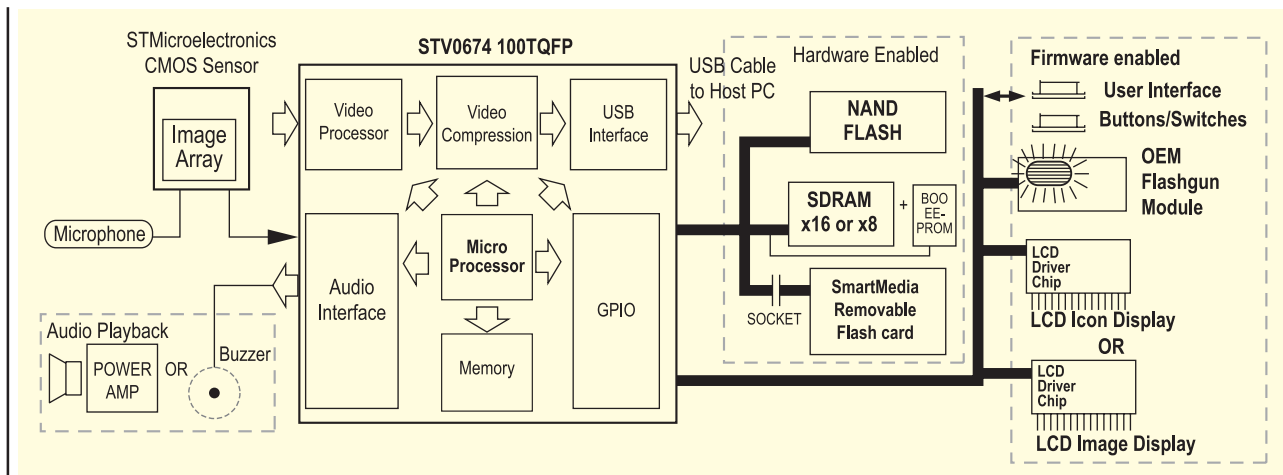 STMicroelectronics
CMOS Sensor
Image
Array
Microphone
Audio Playback
POWER
AMP
OR
Buzzer
STV0674 100TQFP
Video
Processor
Video
Compression
USB
Interface
Audio
Interface
Micro
Processor
Memory
GPIO
USB Cable
to Host PC
Hardware Enabled
NAND
FLASH
SDRAM
x16 or x8
+
BOO
EE-
PROM
SOCKET
SmartMedia
Removable
Flash card
Firmware enabled
User Interface
Buttons/Switches
OEM
Flashgun
Module
LCD
Driver
Chip
LCD Icon Display
OR
LCD
Driver
Chip
LCD Image Display